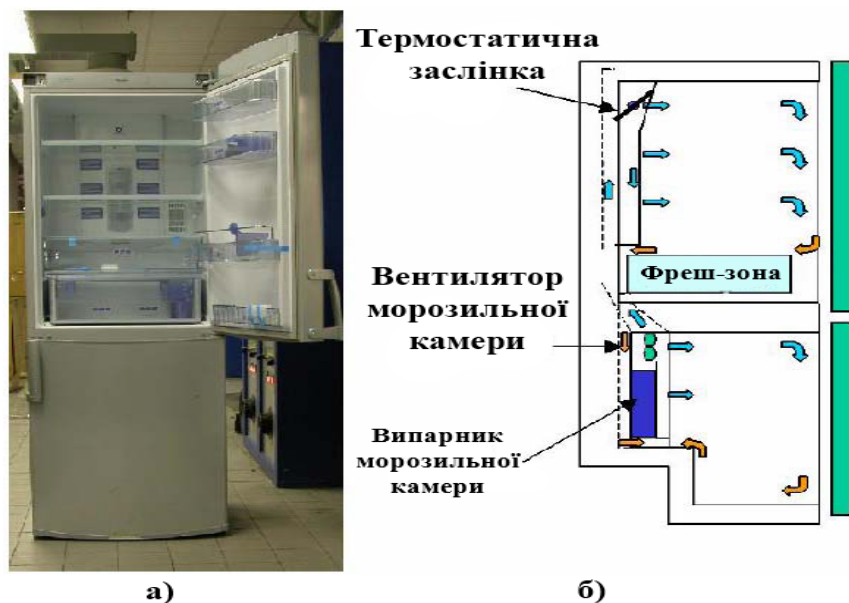 Термостатична
заслінка
Вентилятор
морозильної
камери
Фреш-зона
Випарник
морозильної
камери
а)
б)